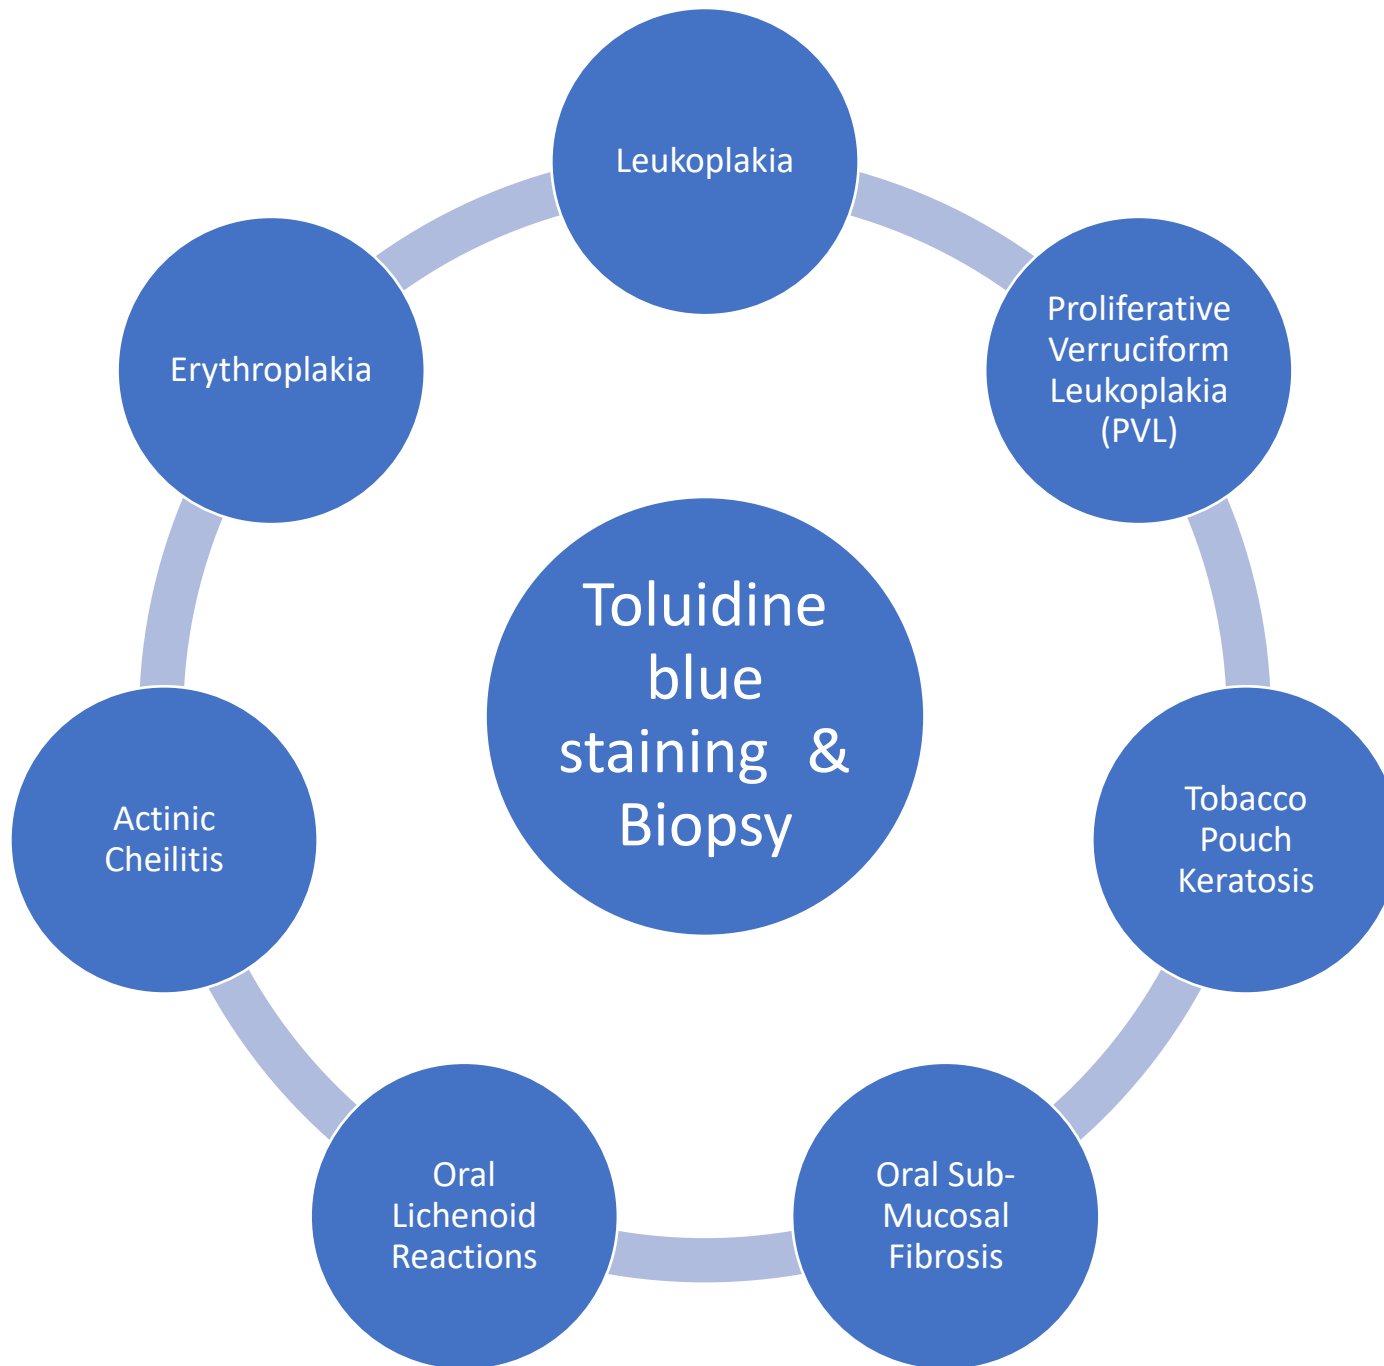 Leukoplakia
Proliferative
Verruciform
Leukoplakia
(PVL)
Tobacco
Pouch
Keratosis
Oral Sub-
Mucosal
Fibrosis
Oral
Lichenoid
Reactions
Actinic
Cheilitis
Erythroplakia
Toluidine
blue
staining &
Biopsy